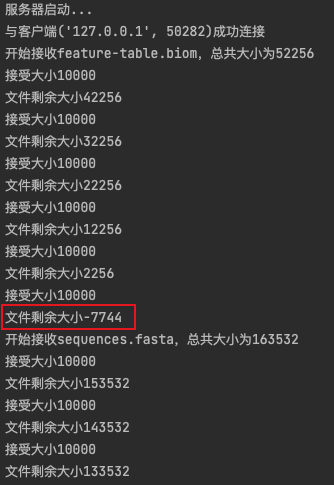 服务器启动...
与客户端('127.0.0.1', 50282)成功连接
开始接收feature-table.biom，总共大小为52256
接受大小10000
文件剩余大小42256
接受大小10000
文件剩余大小32256
接受大小10000
文件剩余大小22256
接受大小10000
文件剩余大小12256
接受大小10000
文件剩余大小2256
接受大小10000
文件剩余大小-7744
开始接收sequences.fasta，总共大小为163532
接受大小10000
文件剩余大小153532
接受大小10000
文件剩余大小143532
接受大小10000
文件剩余大小133532